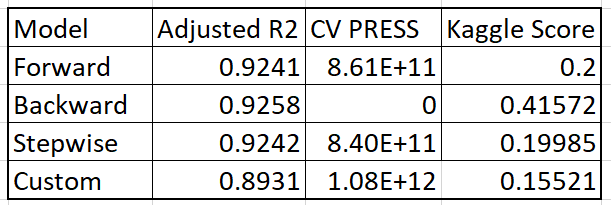 Model Adjusted R2 CV PRESS Kaggle Score
Forward 0.9241 8.61E+11 0.2
Backward 0.9258 0 0.41572
Stepwise 0.9242 8.40E+11 0.19985
Custom 0.8931 1.08E+12 0.15521